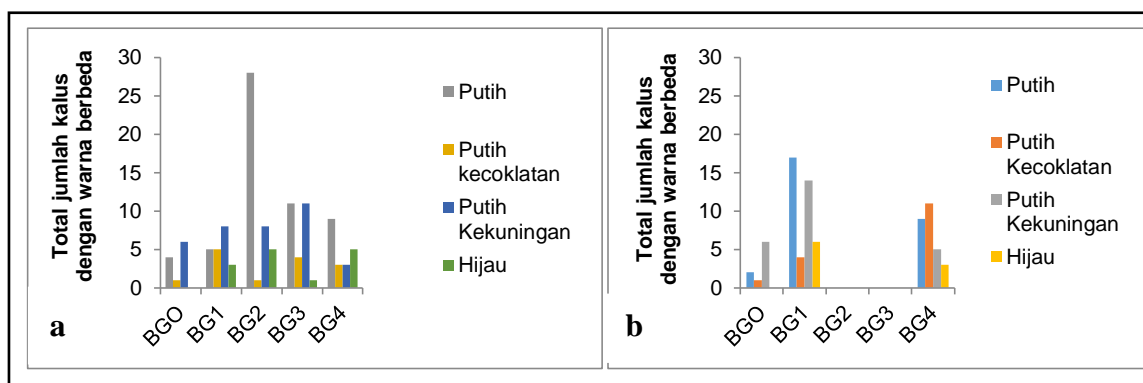 Total jumlah kalus
dengan warna berbeda
30
25
20
15
10
5
0
BGO
BG1
BG2
BG3
BG4
Putih
Putih
kecoklatan
Putih
Kekuningan
Hijau
a
Total jumlah kalus
dengan warna berbeda
30
25
20
15
10
5
0
BGO
BG1
BG2
BG3
BG4
Putih
Putih
Kecoklatan
Putih
Kekuningan
Hijau
b